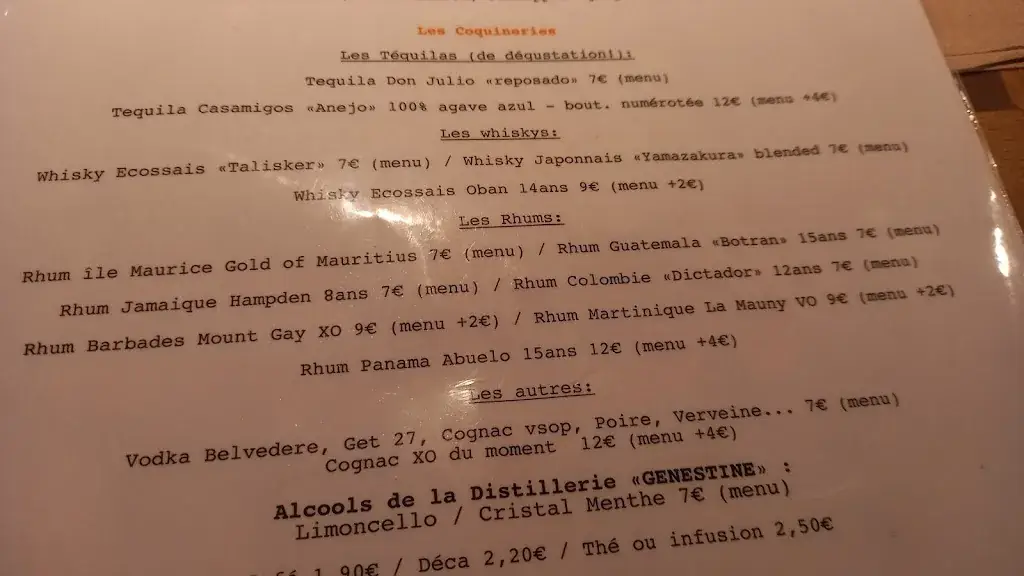 Les Coquineries
Les Téquilas (de dégustation!):
Tequila Don Julio «reposado» 7€ (menu)
Tequila Casamigos «Anejo» 100% agave azul - bout. numérotée 12€ (menu +4€)
Les whiskys:
Whisky Ecossais «Talisker» 7€ (menu) / Whisky Japonnais «Yamazakura» blended 7€ (menu)
Whisky Ecossais Oban 14ans 9€ (menu +2€)
Les Rhums:
Rhum île Maurice Gold of Mauritius 7€ (menu) / Rhum Guatemala «Botran» 15ans 7€ (menu)
Rhum Jamaique Hampden 8ans 7€ (menu) / Rhum Colombie «Dictador» 12ans 7€ (menu)
Rhum Barbades Mount Gay XO 9€ (menu +2€) / Rhum Martinique La Mauny VO 9€ (menu +2€)
Rhum Panama Abuelo 15ans 12€ (menu +4€)
Les autres:
Vodka Belvedere, Get 27, Cognac vsop, Poire, Verveine... 7€ (menu)
Cognac XO du moment 12€ (menu +4€)
Alcools de la Distillerie «GENESTINE» :
Limoncello / Cristal Menthe 7€ (menu)
1,90€ / Déca 2,20€ / Thé ou infusion 2,50€